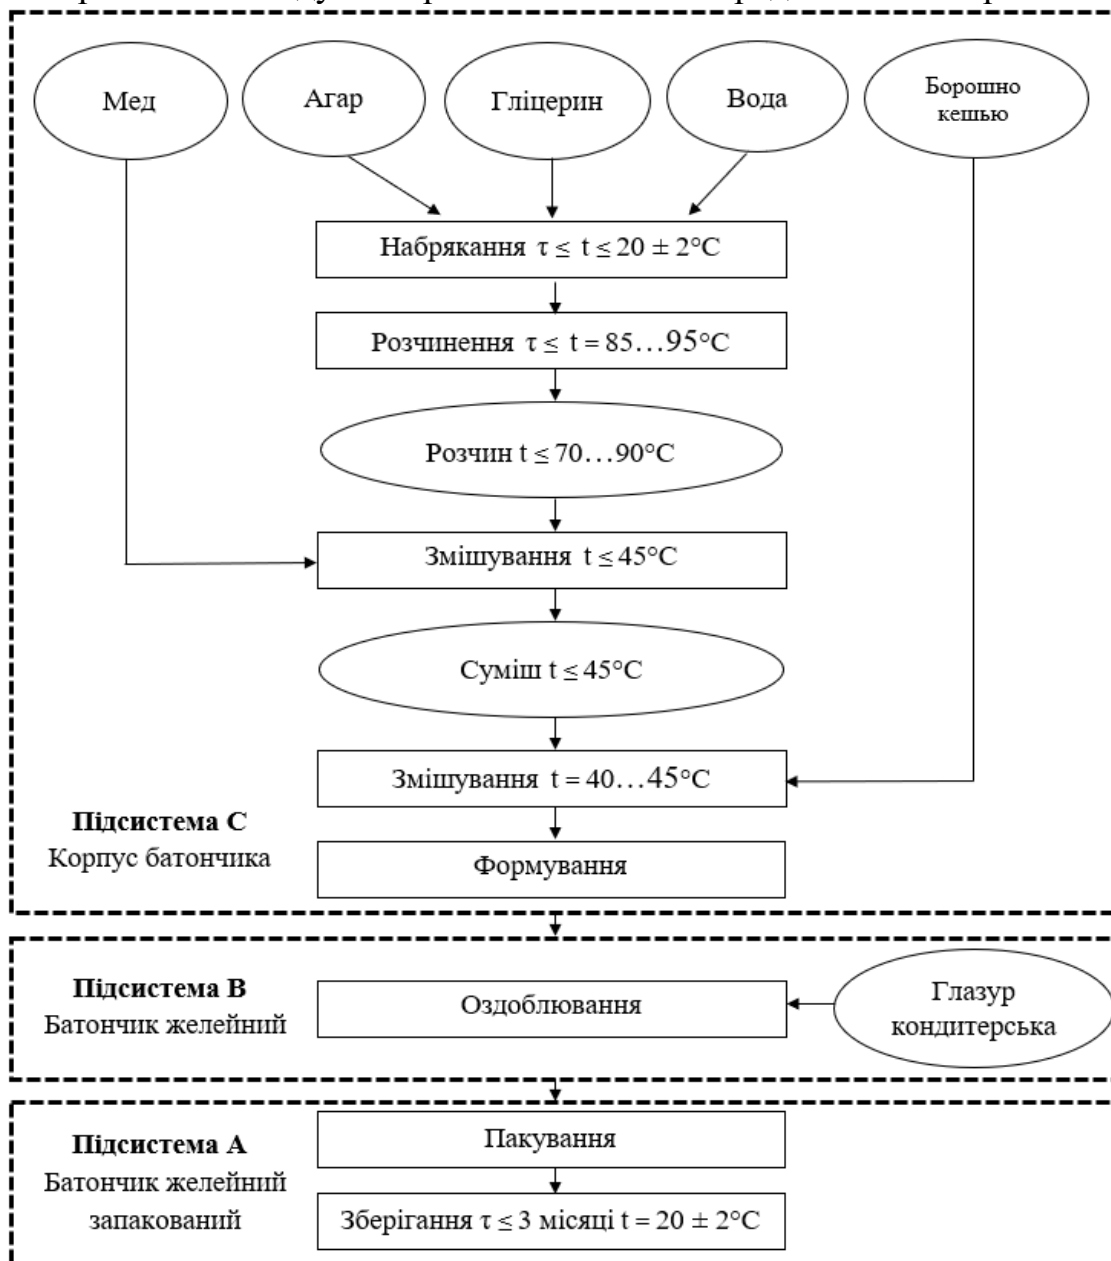 Мед
Агар
Гліцерин
Вода
Борошно
кешью
Набрякання τ ≤ t ≤ 20 ± 2°C
Розчинення τ ≤ t = 85…95°C
Розчин t ≤ 70…90°C
Змішування t ≤ 45°C
Суміш t ≤ 45°C
Змішування t = 40…45°C
Підсистема С
Корпус батончика
Формування
Підсистема В
Батончик желейний
Оздоблювання
Глазур
кондитерська
Підсистема А
Батончик желейний
запакований
Пакування
Зберігання τ ≤ 3 місяці t = 20 ± 2°C